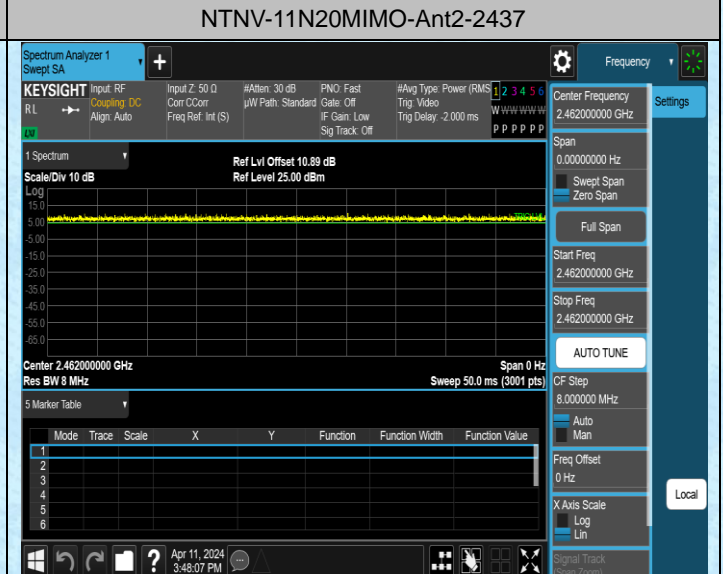 NTNV-11N20MIMO-Ant2-2437
Spectrum Analyzer 1
Swept SA
+
Frequency
KEYSIGHT
RL
LXI
Input: RF
Coupling: DC
Align: Auto
Input Z: 50 Ω
Corr CCorr
Freq Ref: Int (S)
#Atten: 30 dB
µW Path: Standard
PNO: Fast
Gate: Off
IF Gain: Low
Sig Track: Off
#Avg Type: Power (RMS
Trig: Video
Trig Delay: -2.000 ms
1 2 3 4 5 6
W W W W W W
P P P P P P
1 Spectrum
Scale/Div 10 dB
Ref Lvl Offset 10.89 dB
Ref Level 25.00 dBm
Log
15.0
5.00
-5.00
-15.0
-25.0
-35.0
-45.0
-55.0
-65.0
Center 2.462000000 GHz
Res BW 8 MHz
Span 0 Hz
Sweep 50.0 ms (3001 pts)
5 Marker Table
Mode Trace Scale X Y Function Function Width Function Value
1
2
3
4
5
6
Center Frequency
2.462000000 GHz
Settings
Span
0.00000000 Hz
Swept Span
Zero Span
Full Span
Start Freq
2.462000000 GHz
Stop Freq
2.462000000 GHz
AUTO TUNE
CF Step
8.000000 MHz
Auto
Man
Freq Offset
0 Hz
X Axis Scale
Log
Lin
Local
Signal Track
(Span Zoom)
?
Apr 11, 2024
3:48:07 PM